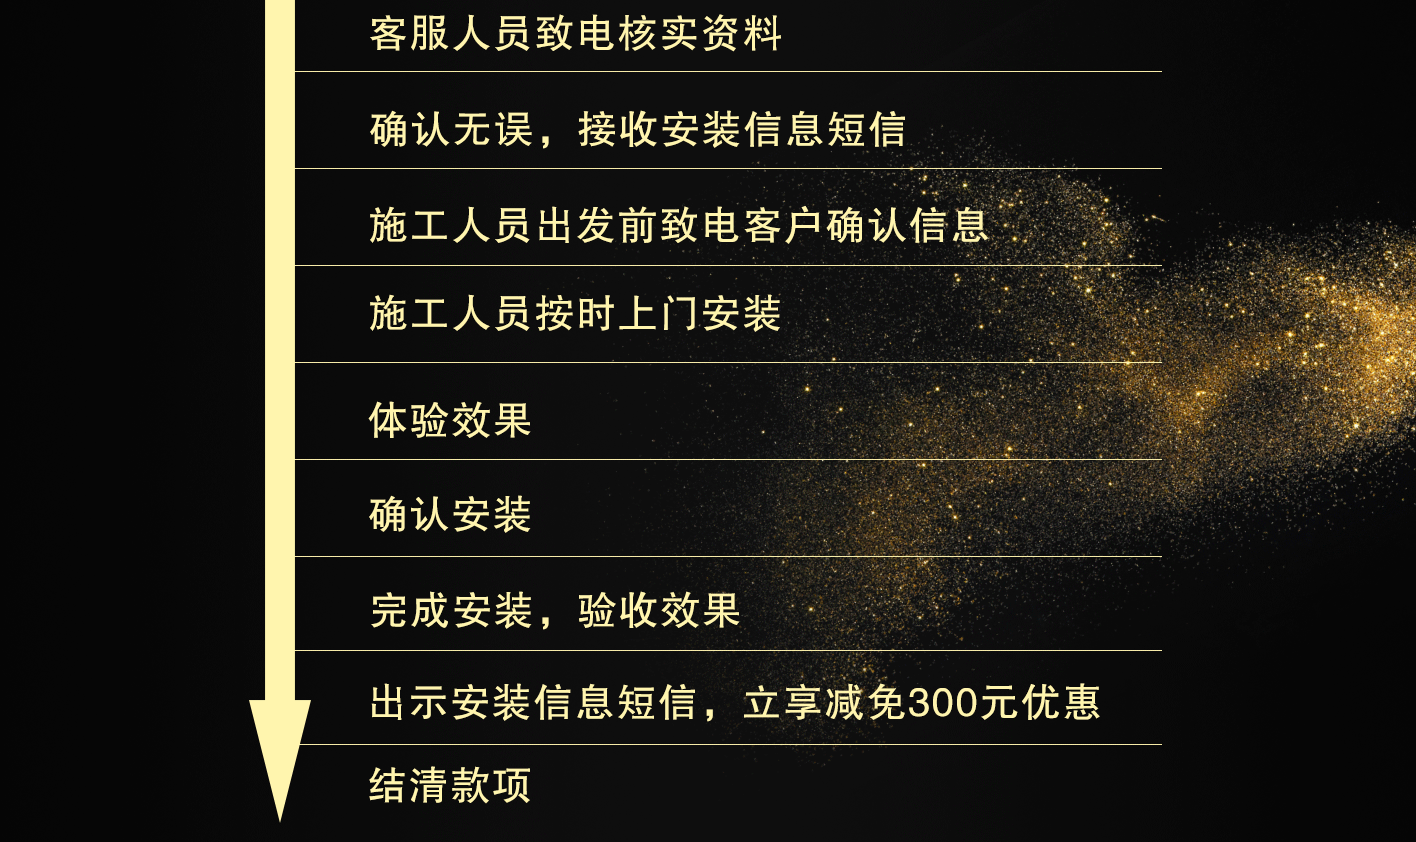 客服人员致电核实资料
确认无误，接收安装信息短信
施工人员出发前致电客户确认信息
施工人员按时上门安装
体验效果
确认安装
完成安装，验收效果
出示安装信息短信，立享减免300元优惠
结清款项